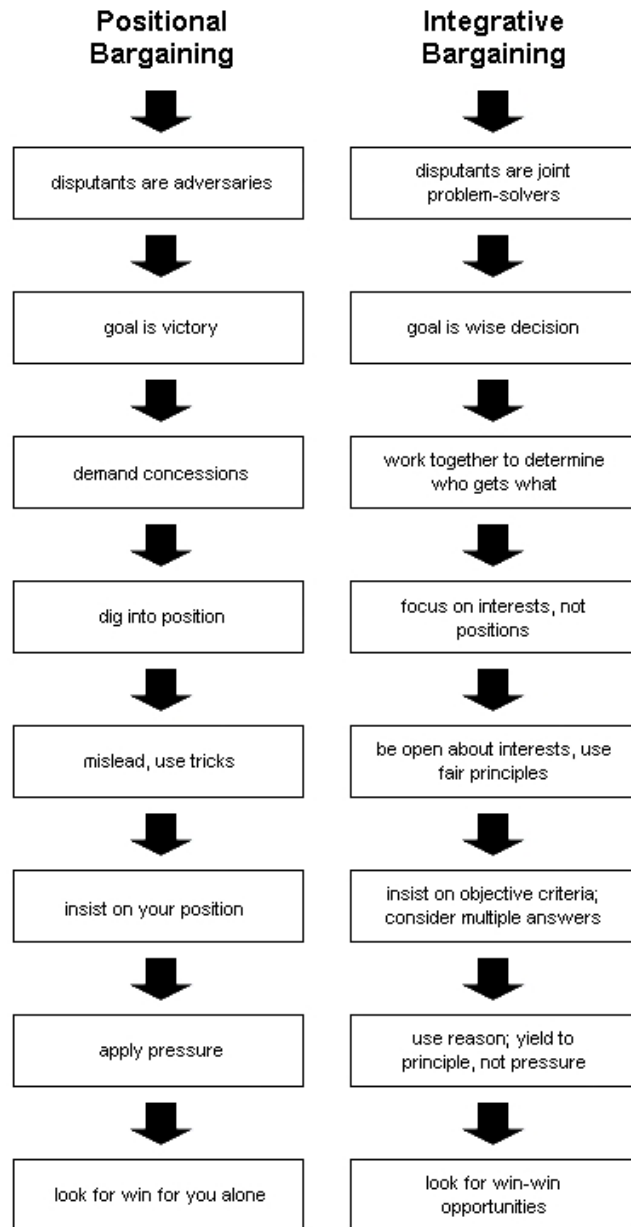 Positional
Bargaining
disputants are adversaries
goal is victory
demand concessions
dig into position
mislead, use tricks
insist on your position
apply pressure
look for win for you alone
Integrative
Bargaining
disputants are joint
problem-solvers
goal is wise decision
work together to determine
who gets what
focus on interests, not
positions
be open about interests, use
fair principles
insist on objective criteria;
consider multiple answers
use reason; yield to
principle, not pressure
look for win-win
opportunities